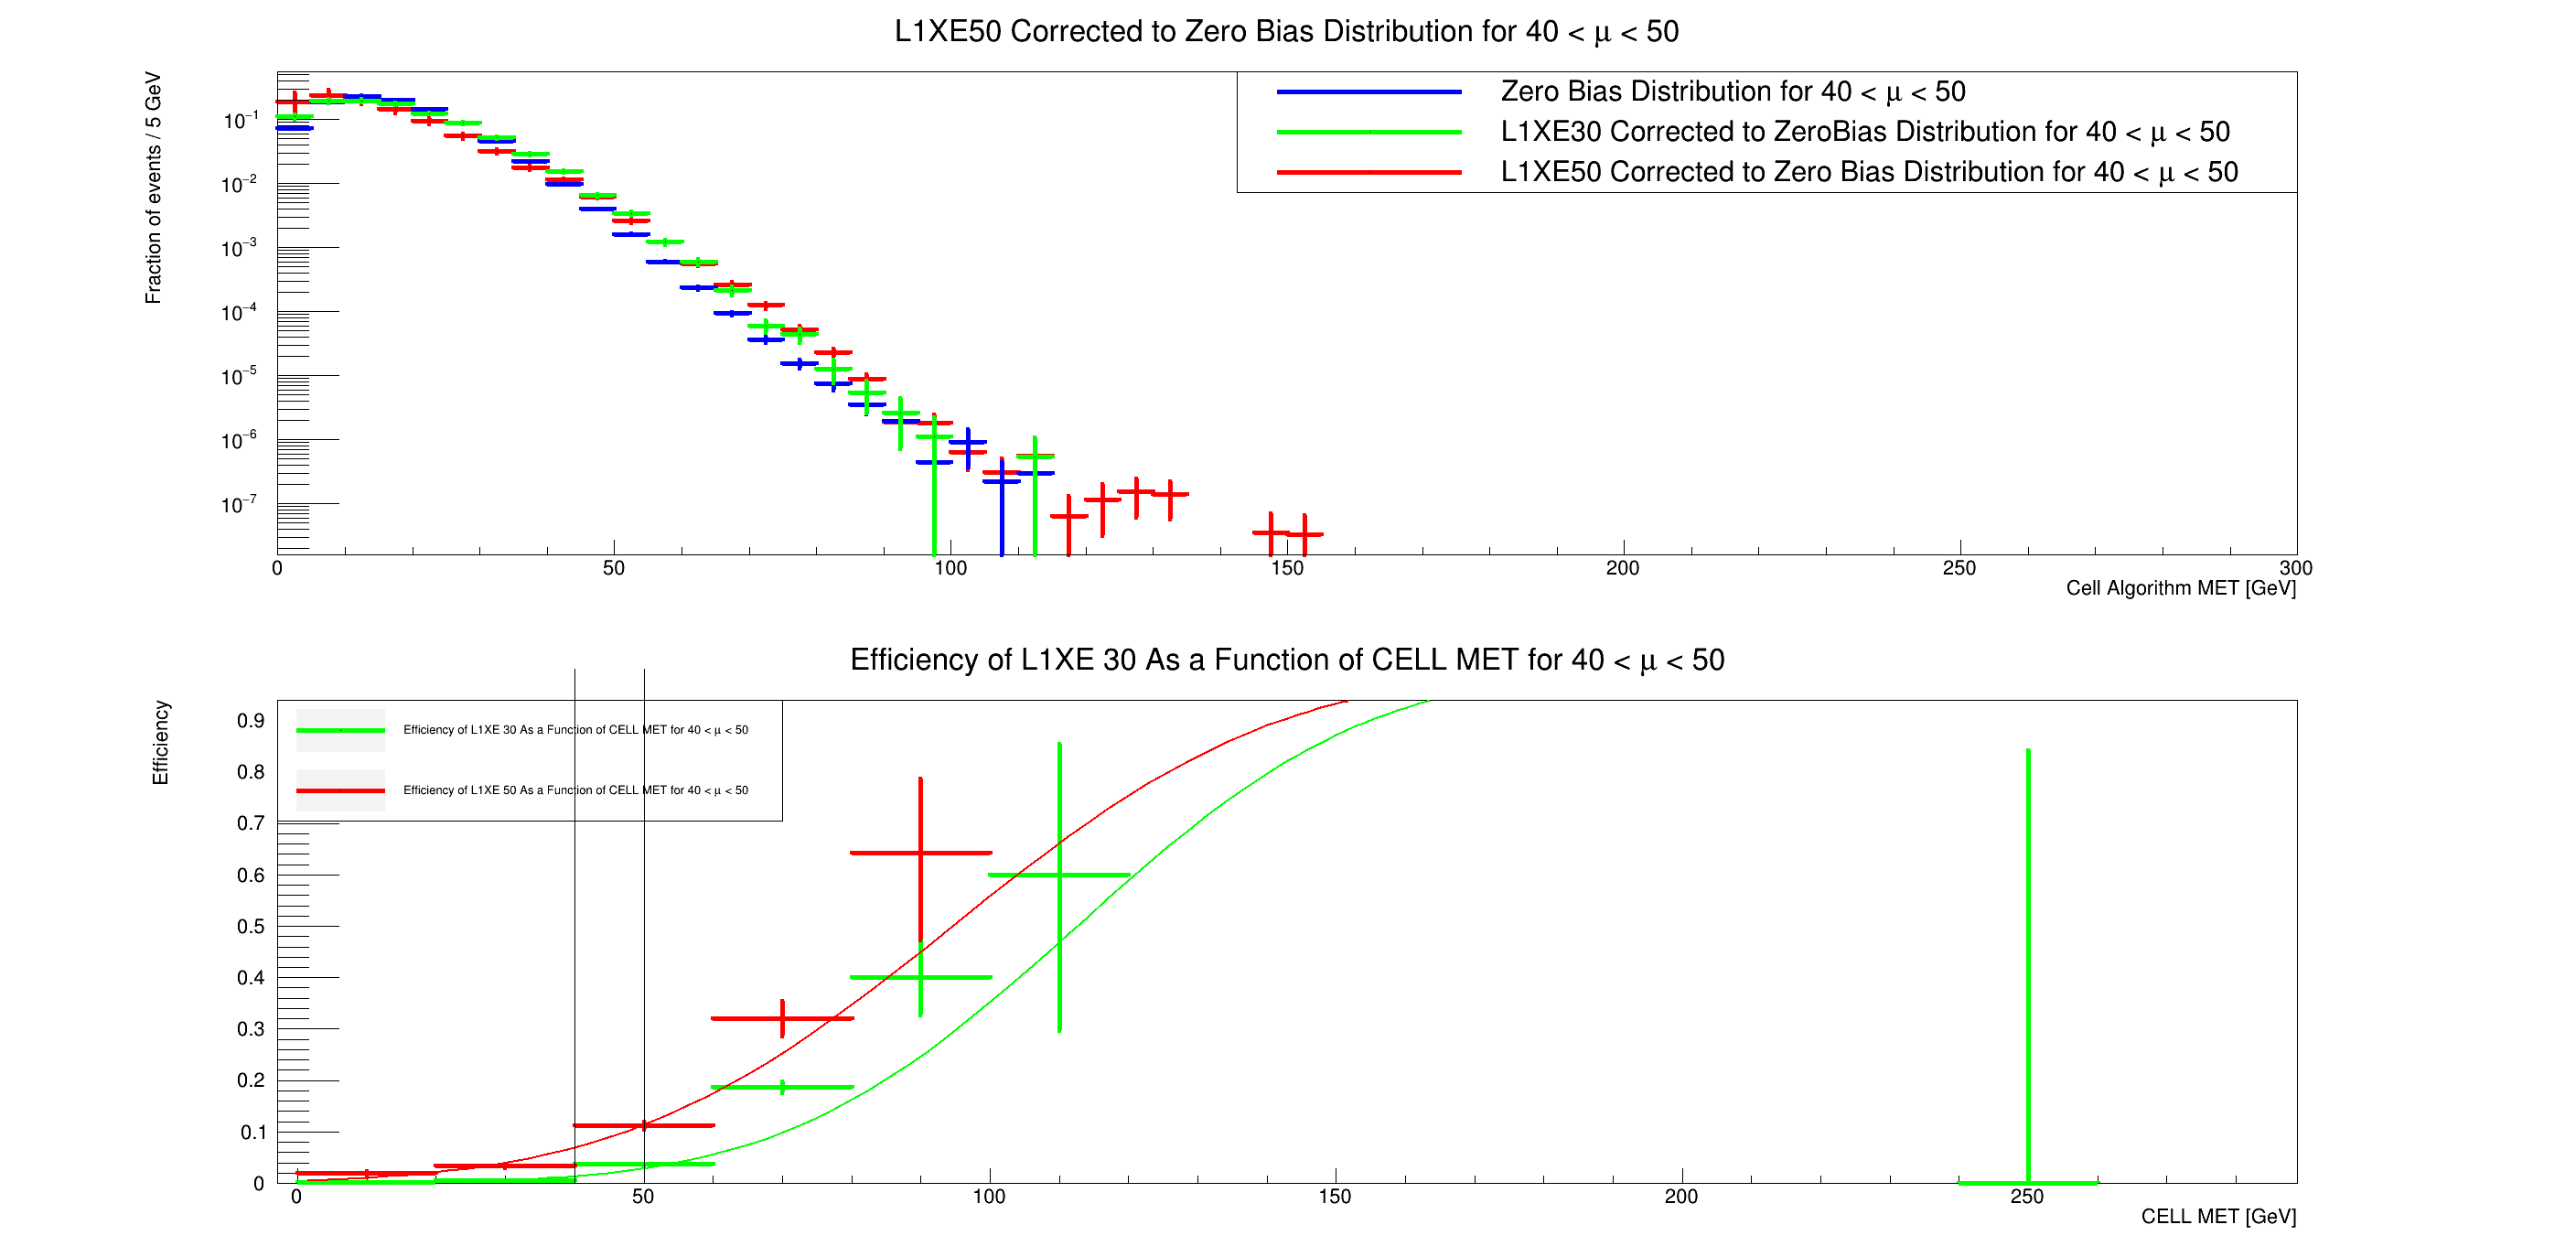 L1XE50 Corrected to Zero Bias Distribution for 40 < μ < 50
Fraction of events / 5 GeV
Zero Bias Distribution for 40 < μ < 50
L1XE30 Corrected to ZeroBias Distribution for 40 < μ < 50
L1XE50 Corrected to Zero Bias Distribution for 40 < μ < 50
10⁻¹
10⁻²
10⁻³
10⁻⁴
10⁻⁵
10⁻⁶
10⁻⁷
0 50 100 150 200 250 300
Cell Algorithm MET [GeV]
Efficiency of L1XE 30 As a Function of CELL MET for 40 < μ < 50
Efficiency
Efficiency of L1XE 30 As a Function of CELL MET for 40 < μ < 50
Efficiency of L1XE 50 As a Function of CELL MET for 40 < μ < 50
0.9
0.8
0.7
0.6
0.5
0.4
0.3
0.2
0.1
0
0 50 100 150 200 250
CELL MET [GeV]